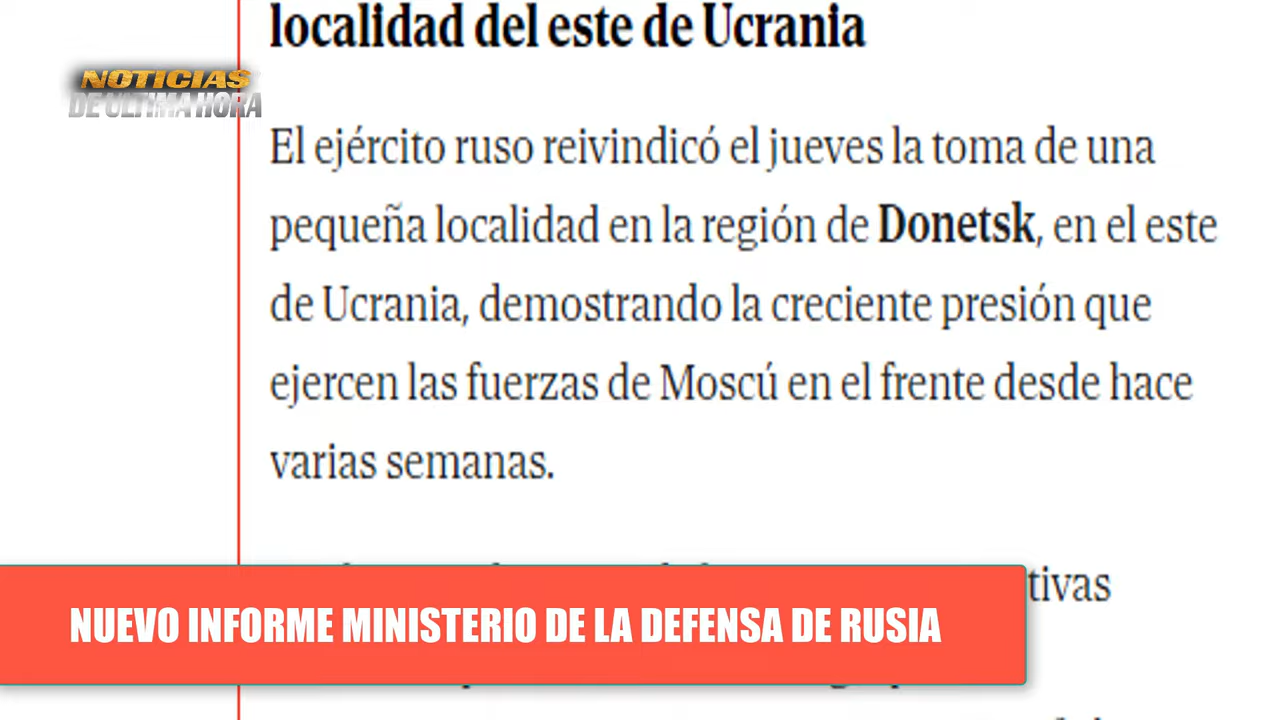 localidad del este de Ucrania
NOTICIAS
DE ULTIMA HORA
El ejército ruso reivindicó el jueves la toma de una
pequeña localidad en la región de Donetsk, en el este
de Ucrania, demostrando la creciente presión que
ejercen las fuerzas de Moscú en el frente desde hace
varias semanas.
tivas
NUEVO INFORME MINISTERIO DE LA DEFENSA DE RUSIA